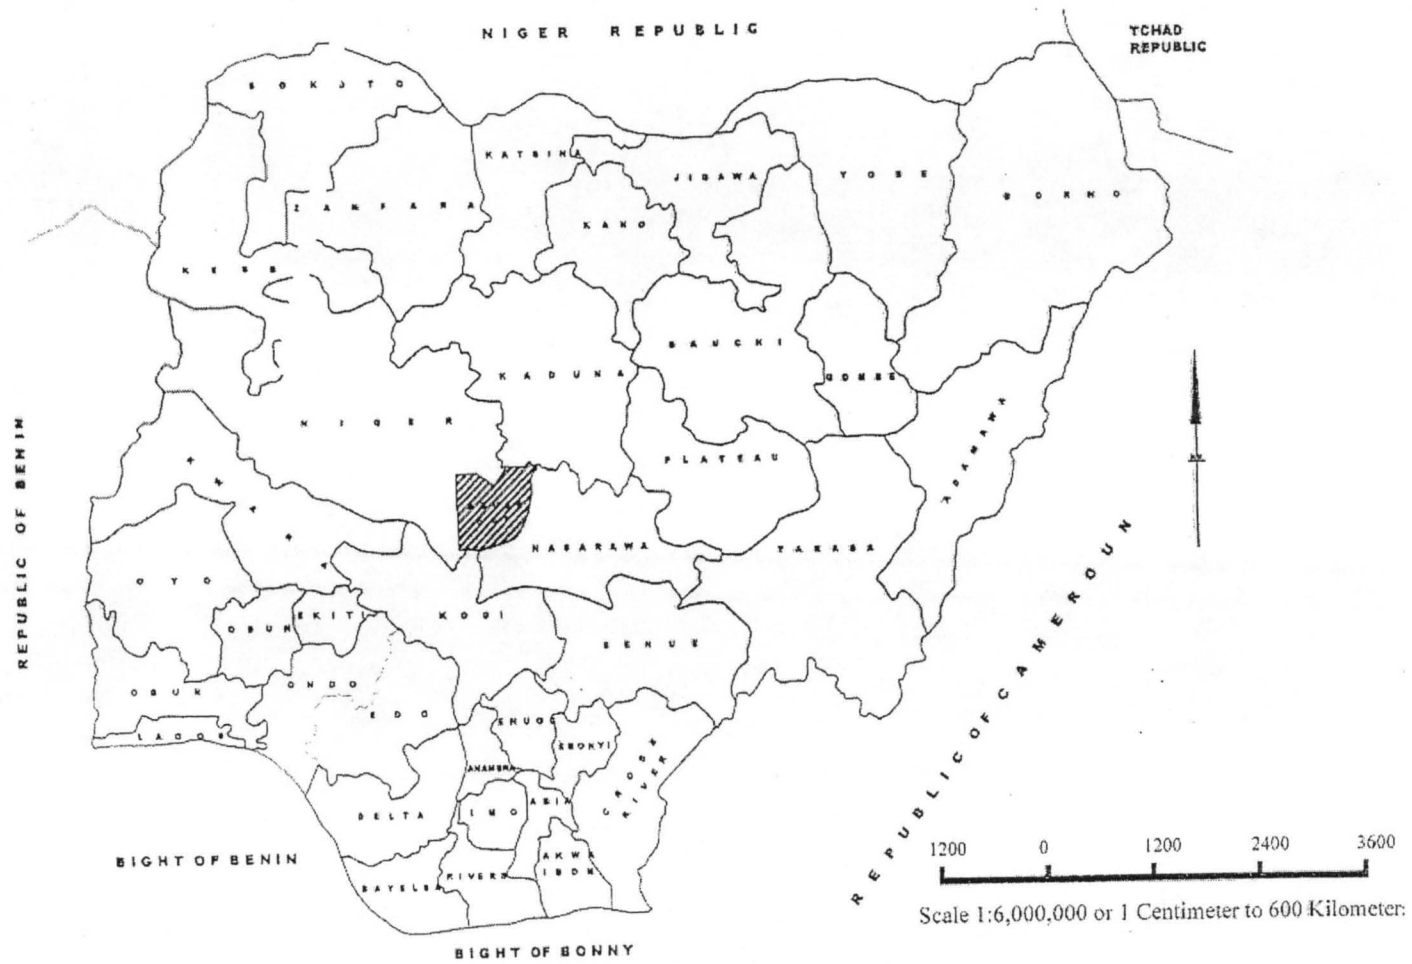 NIGER REPUBLIC
TCHAD
REPUBLIC
SOKOTO
KATSINA
JIGAWA
YOBE
BORNO
ZAMFARA
KANO
KEBB
BAUCHI
KADUNA
GOMBE
NIGER
ADAMAWA
PLATEAU
KWARA
REPUBLIC OF BENIN
NASARAWA
TARABA
OYO
OSUN
EKITI
KOGI
BENUE
REPUBLIC OF CAMEROUN
OGUN
ONDO
EDO
LAGOS
ENUGU
EBONYI
CROSS
RIVER
ANAMBRA
DELTA
IMO
ABIA
BIGHT OF BENIN
AKWA
IBOM
RIVERS
BAYELSA
BIGHT OF BONNY
1200 0 1200 2400 3600
Scale 1:6,000,000 or 1 Centimeter to 600 Kilometer: